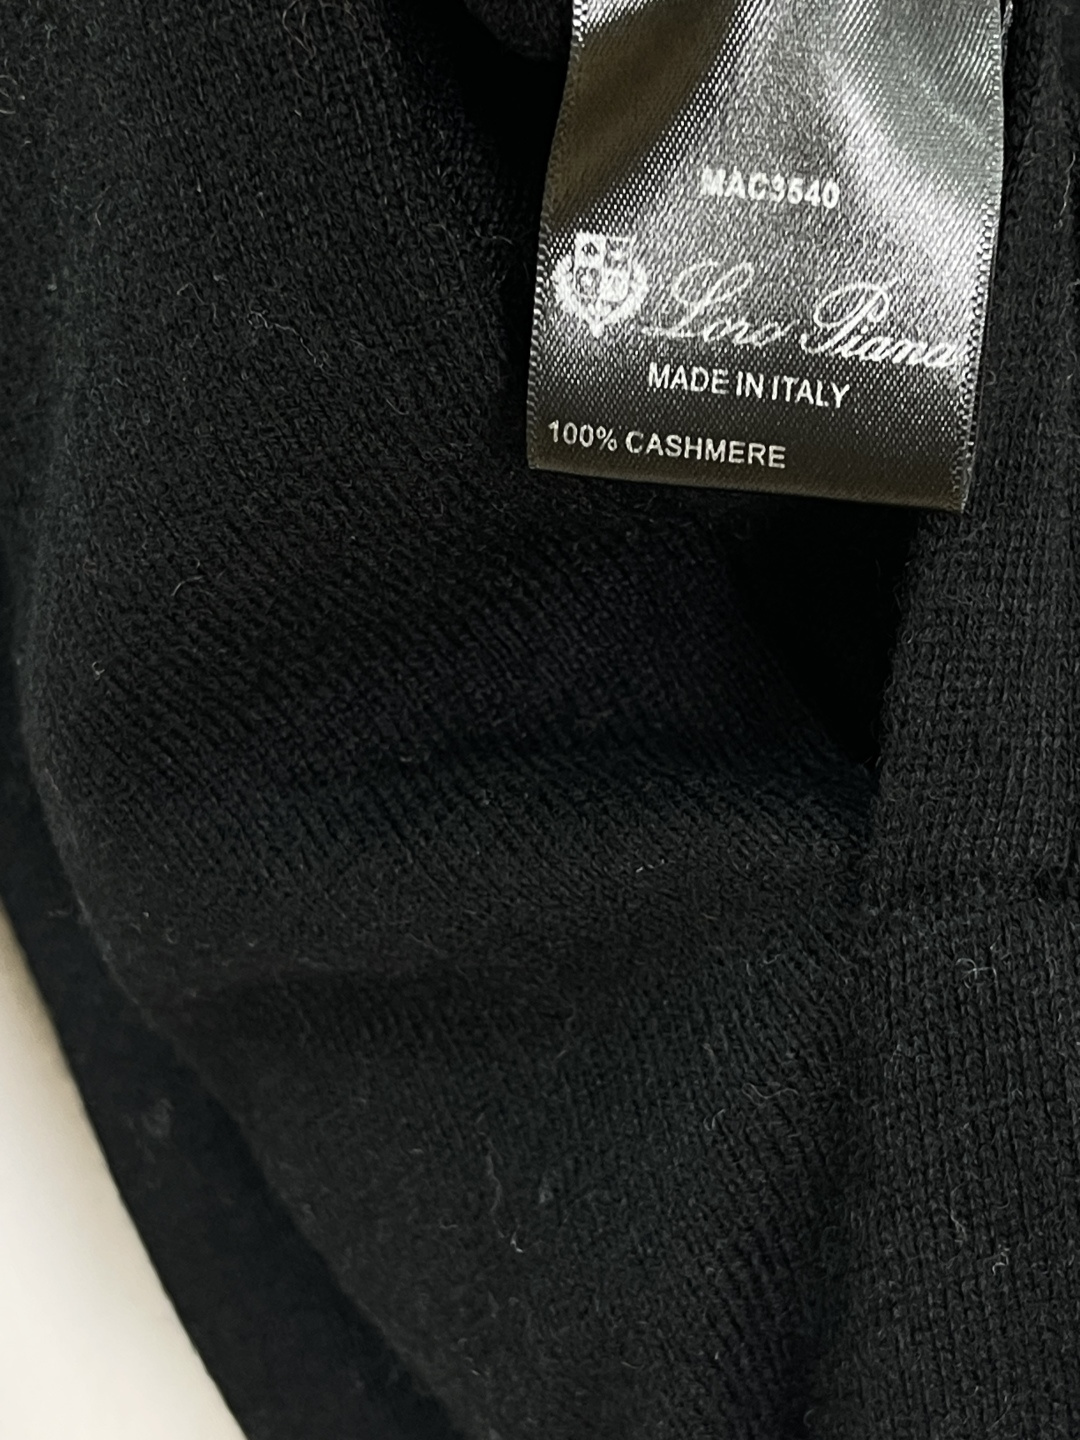 MAC3540
Loro Piana
MADE IN ITALY
100% CASHMERE